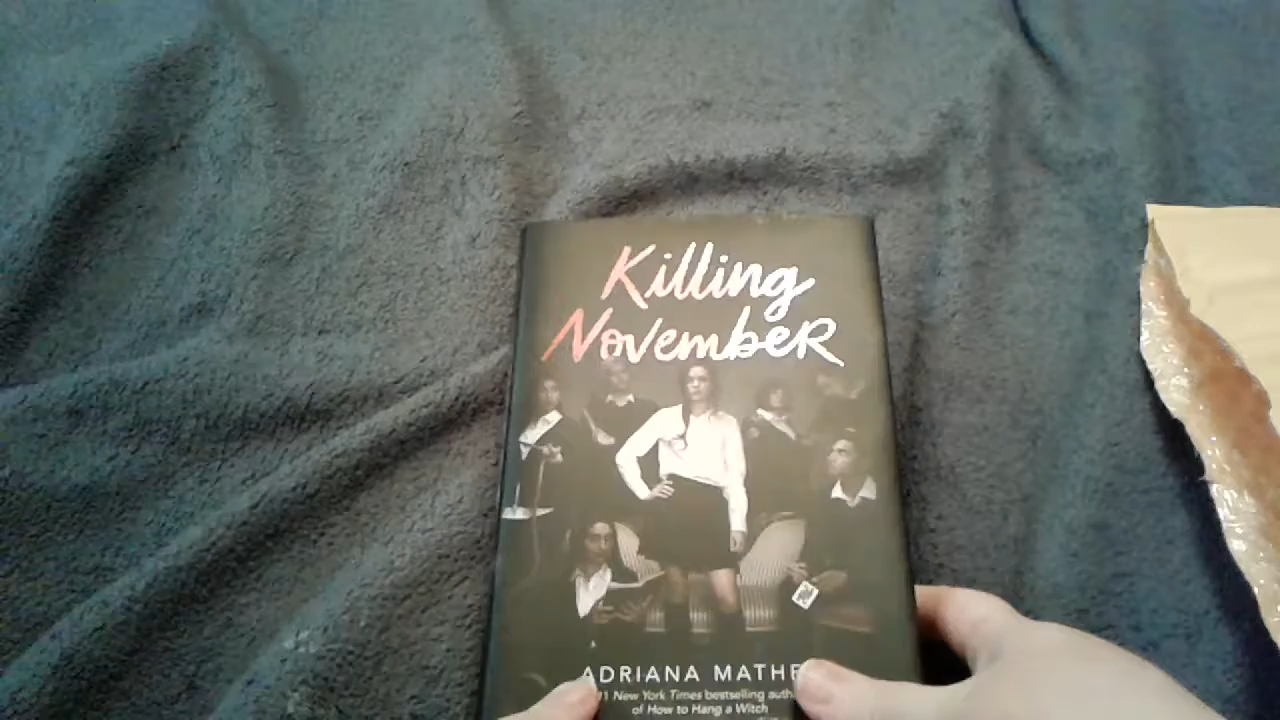 Killing
November
ADRIANA MATHE
#1 New York Times bestselling auth
of How to Hang a Witch